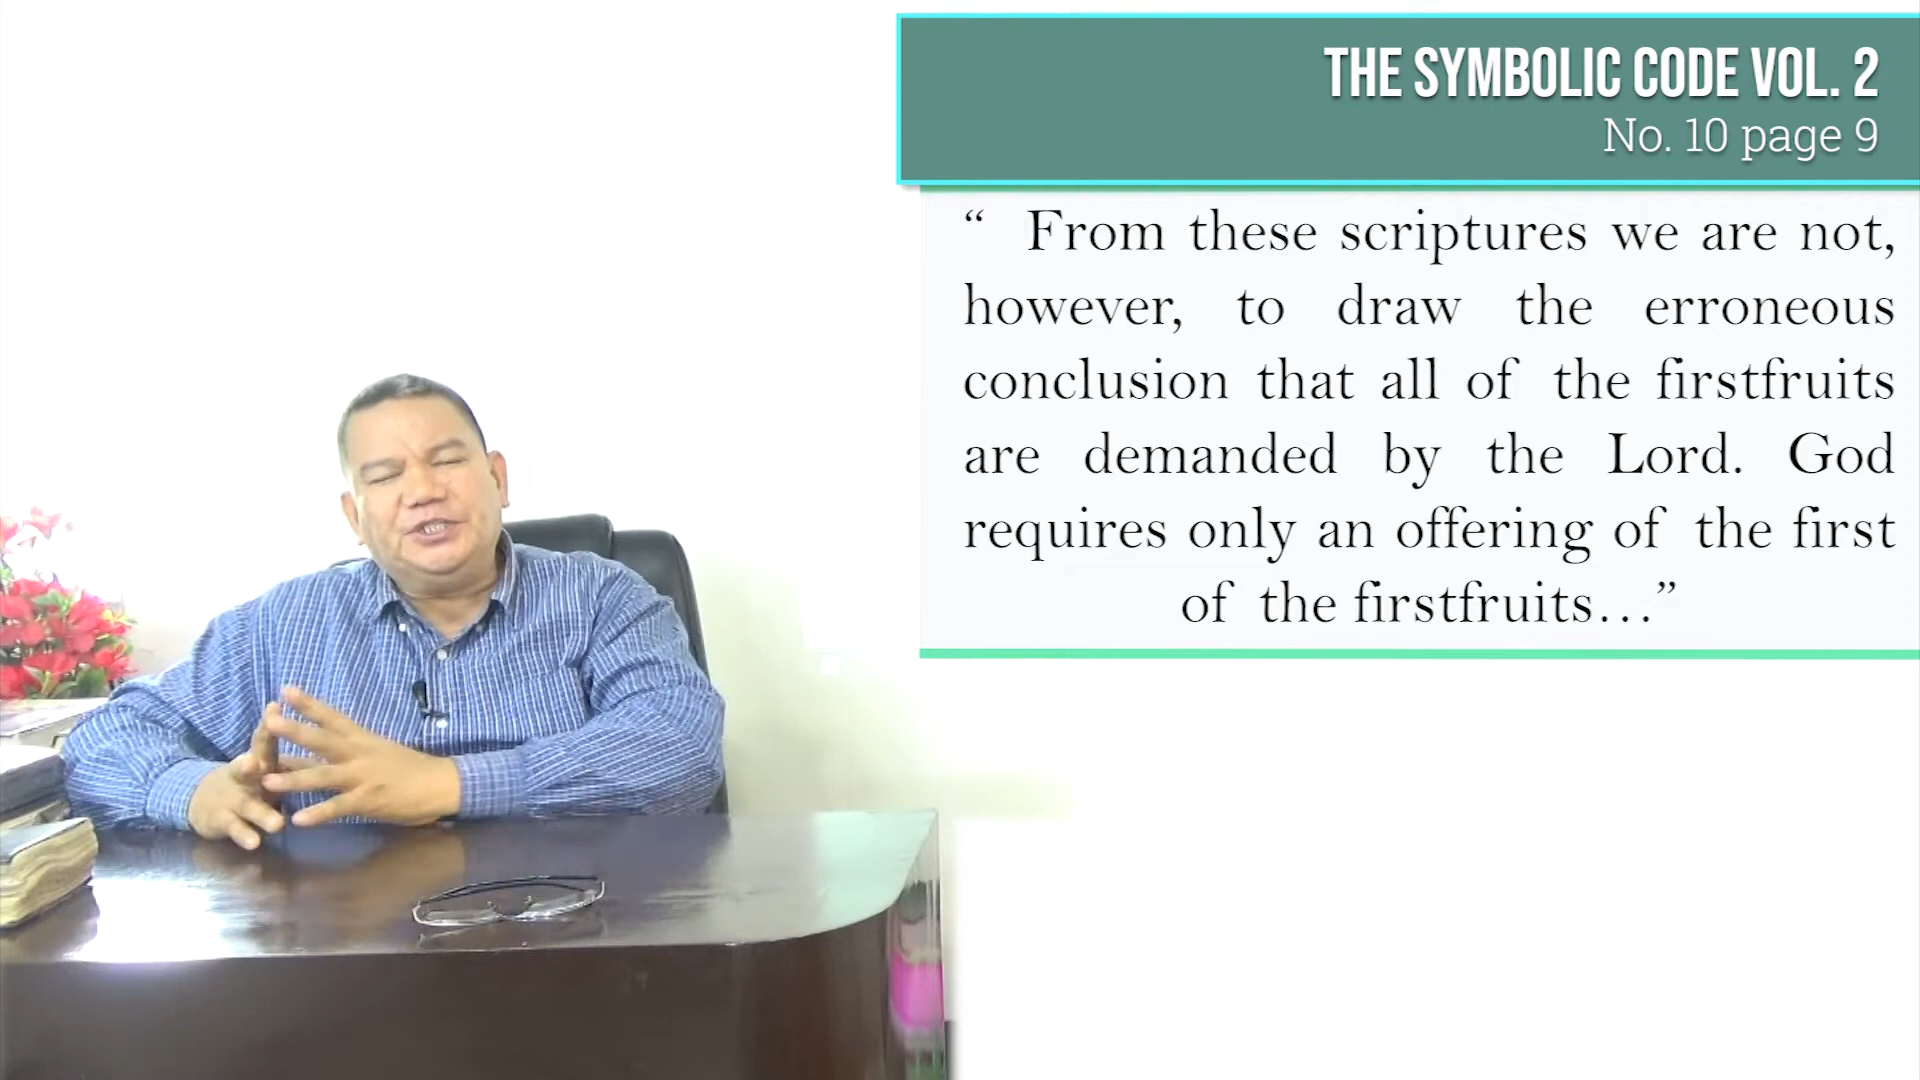 THE SYMBOLIC CODE VOL. 2
No. 10 page 9
“ From these scriptures we are not,
however, to draw the erroneous
conclusion that all of the firstfruits
are demanded by the Lord. God
requires only an offering of the first
of the firstfruits…”